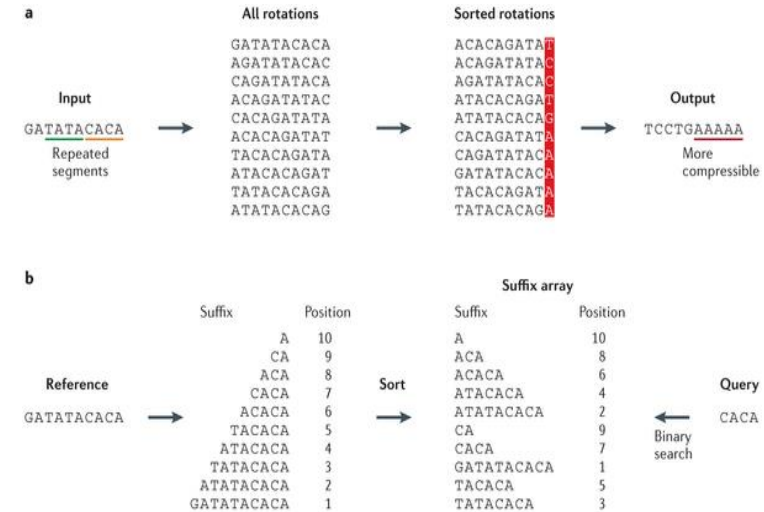 a
All rotations
Sorted rotations
Input
GATATACACA
Repeated
segments
GATATACACA
AGATATACAC
CAGATATACA
ACAGATATAC
CACAGATATA
ACACAGATAT
TACACAGATA
ATACACAGAT
TATACACAGA
ATATACACAG
ACACAGATAT
ACAGATATAC
AGATATACAC
ATACACAGAT
ATATACACAG
CACAGATATA
CAGATATACA
GATATACACA
TACACAGATA
TATACACAGA
Output
TCCTGAAAAA
More
compressible
b
Reference
GATATACACA
Suffix Position
A 10
CA 9
ACA 8
CACA 7
ACACA 6
TACACA 5
ATACACA 4
TATACACA 3
ATATACACA 2
GATATACACA 1
Sort
Suffix array
Suffix Position
A 10
ACA 8
ACACA 6
ATACACA 4
ATATACACA 2
CA 9
CACA 7
GATATACACA 1
TACACA 5
TATACACA 3
Query
CACA
Binary
search